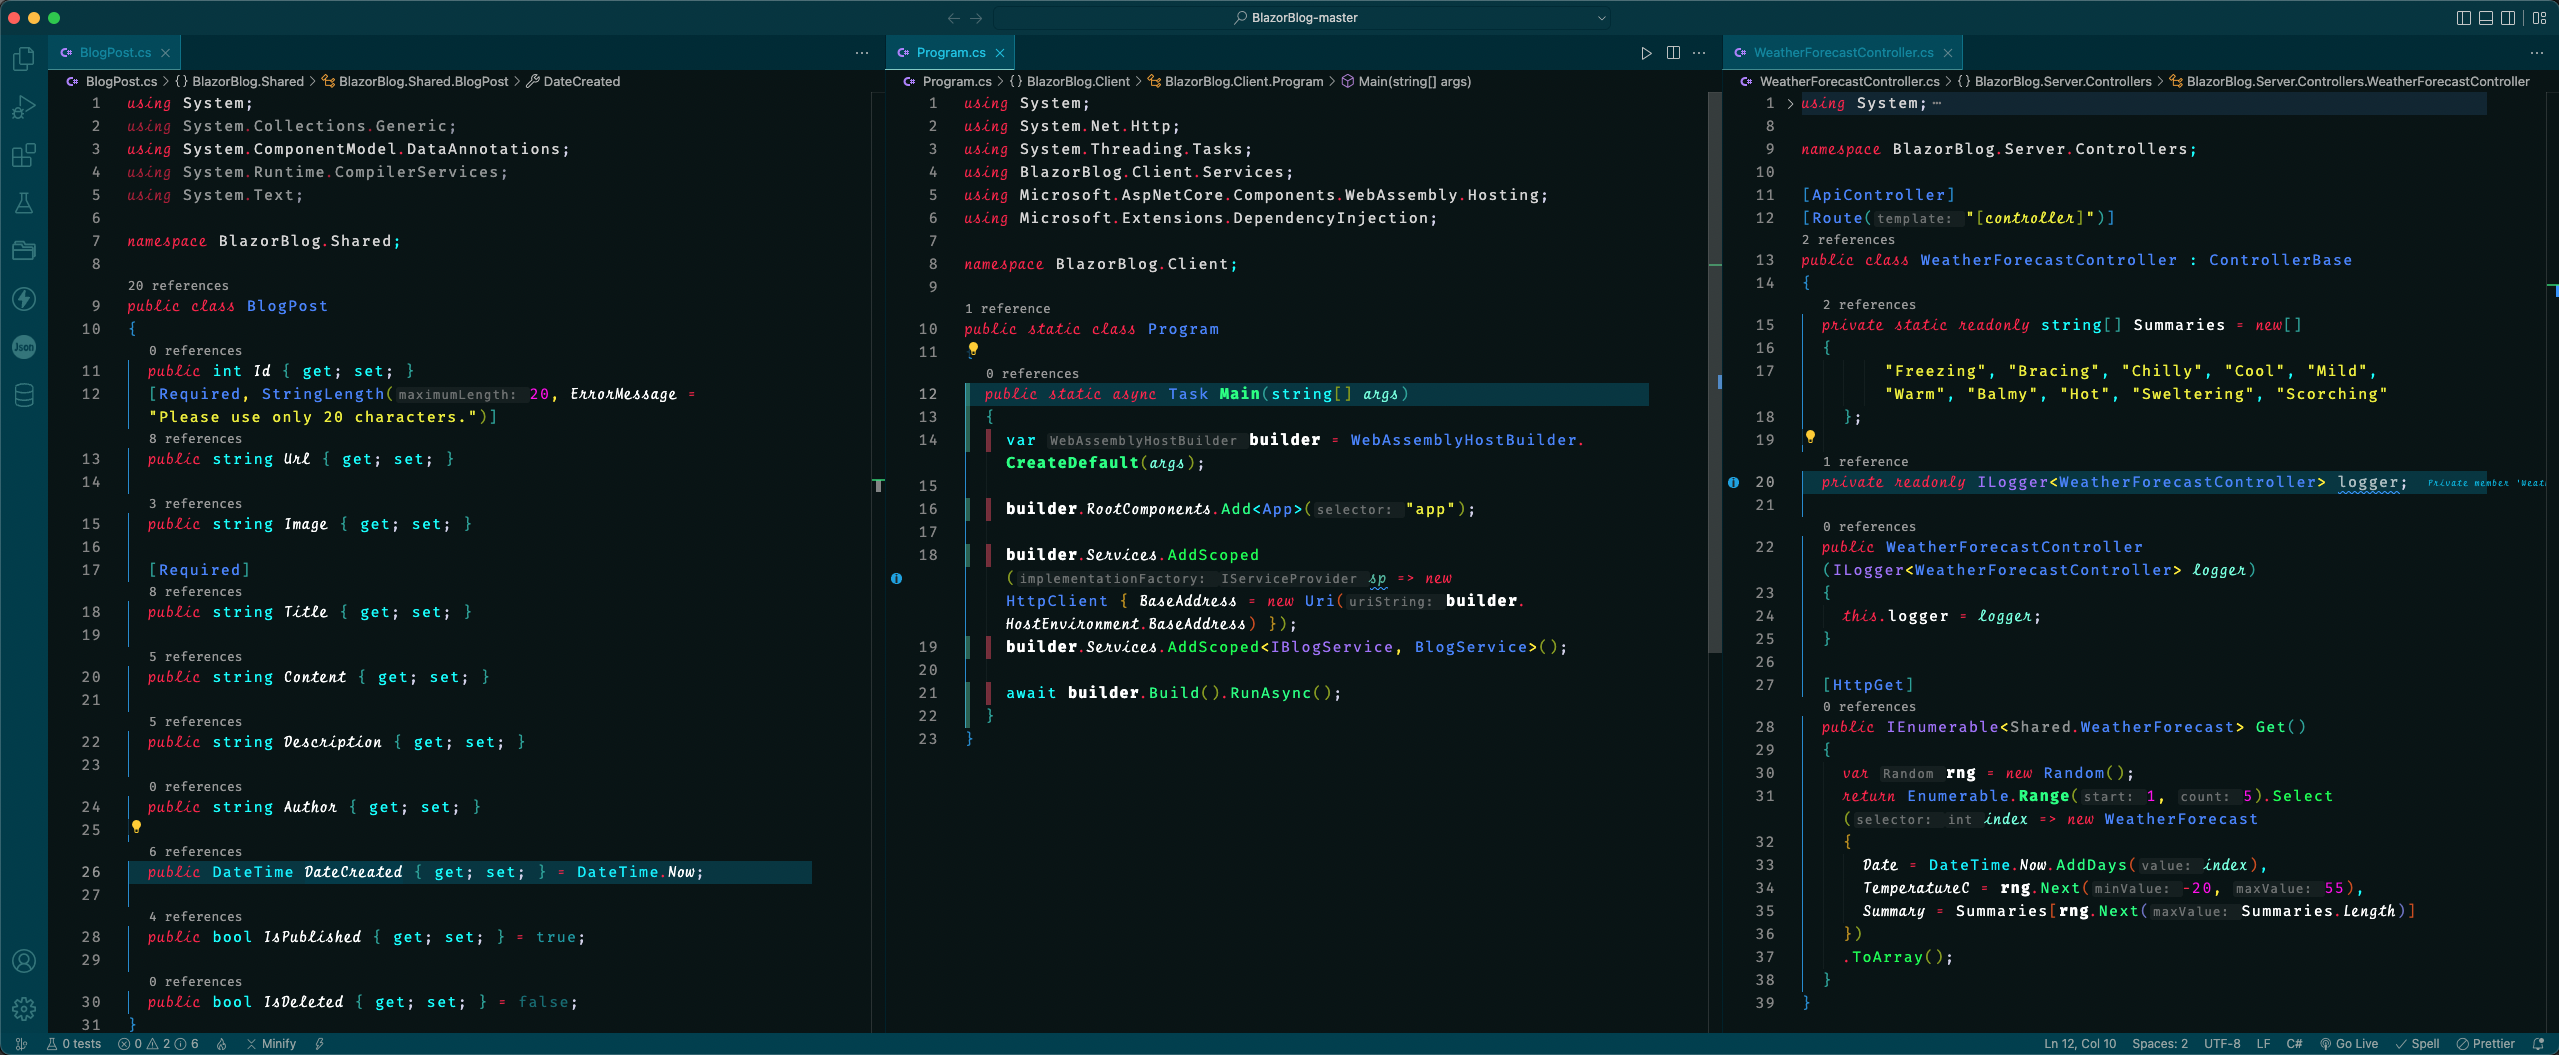 BlazorBlog-master
BlogPost.cs
BlogPost.cs > {} BlazorBlog.Shared > BlazorBlog.Shared.BlogPost > DateCreated
1 using System;
2 using System.Collections.Generic;
3 using System.ComponentModel.DataAnnotations;
4 using System.Runtime.CompilerServices;
5 using System.Text;
6
7 namespace BlazorBlog.Shared;
8
20 references
9 public class BlogPost
10 {
0 references
11 public int Id { get; set; }
12 [Required, StringLength(maximumLength: 20, ErrorMessage =
"Please use only 20 characters.")]
8 references
13 public string Url { get; set; }
14
3 references
15 public string Image { get; set; }
16
17 [Required]
8 references
18 public string Title { get; set; }
19
5 references
20 public string Content { get; set; }
21
5 references
22 public string Description { get; set; }
23
0 references
24 public string Author { get; set; }
25
6 references
26 public DateTime DateCreated { get; set; } = DateTime.Now;
27
4 references
28 public bool IsPublished { get; set; } = true;
29
0 references
30 public bool IsDeleted { get; set; } = false;
31 }
Program.cs
Program.cs > {} BlazorBlog.Client > BlazorBlog.Client.Program > Main(string[] args)
1 using System;
2 using System.Net.Http;
3 using System.Threading.Tasks;
4 using BlazorBlog.Client.Services;
5 using Microsoft.AspNetCore.Components.WebAssembly.Hosting;
6 using Microsoft.Extensions.DependencyInjection;
7
8 namespace BlazorBlog.Client;
9
1 reference
10 public static class Program
11
0 references
12 public static async Task Main(string[] args)
13 {
14 var WebAssemblyHostBuilder builder = WebAssemblyHostBuilder.
CreateDefault(args);
15
16 builder.RootComponents.Add<App>(selector: "app");
17
18 builder.Services.AddScoped
(implementationFactory: IServiceProvider sp => new
HttpClient { BaseAddress = new Uri(uriString: builder.
HostEnvironment.BaseAddress) });
19 builder.Services.AddScoped<IBlogService, BlogService>();
20
21 await builder.Build().RunAsync();
22 }
23 }
WeatherForecastController.cs
WeatherForecastController.cs > {} BlazorBlog.Server.Controllers > BlazorBlog.Server.Controllers.WeatherForecastController
1 > using System; ⋯
8
9 namespace BlazorBlog.Server.Controllers;
10
11 [ApiController]
12 [Route(template: "[controller]")]
2 references
13 public class WeatherForecastController : ControllerBase
14 {
2 references
15 private static readonly string[] Summaries = new[]
16 {
17 "Freezing", "Bracing", "Chilly", "Cool", "Mild",
"Warm", "Balmy", "Hot", "Sweltering", "Scorching"
18 };
19
1 reference
20 private readonly ILogger<WeatherForecastController> logger; Private member 'Weat
21
0 references
22 public WeatherForecastController
(ILogger<WeatherForecastController> logger)
23 {
24 this.logger = logger;
25 }
26
27 [HttpGet]
0 references
28 public IEnumerable<Shared.WeatherForecast> Get()
29 {
30 var Random rng = new Random();
31 return Enumerable.Range(start: 1, count: 5).Select
(selector: int index => new WeatherForecast
32 {
33 Date = DateTime.Now.AddDays(value: index),
34 TemperatureC = rng.Next(minValue: -20, maxValue: 55),
35 Summary = Summaries[rng.Next(maxValue: Summaries.Length)]
36 })
37 .ToArray();
38 }
39 }
Json
0 tests 0 2 6 Minify
Ln 12, Col 10 Spaces: 2 UTF-8 LF C# Go Live Spell Prettier